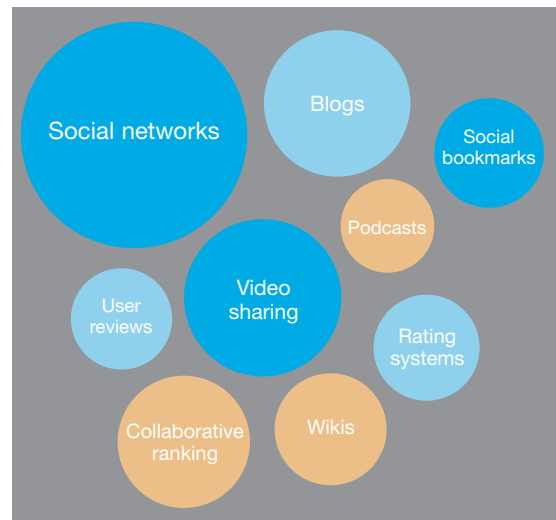 Social networks
Blogs
Social
bookmarks
Podcasts
Video
sharing
User
reviews
Rating
systems
Collaborative
ranking
Wikis